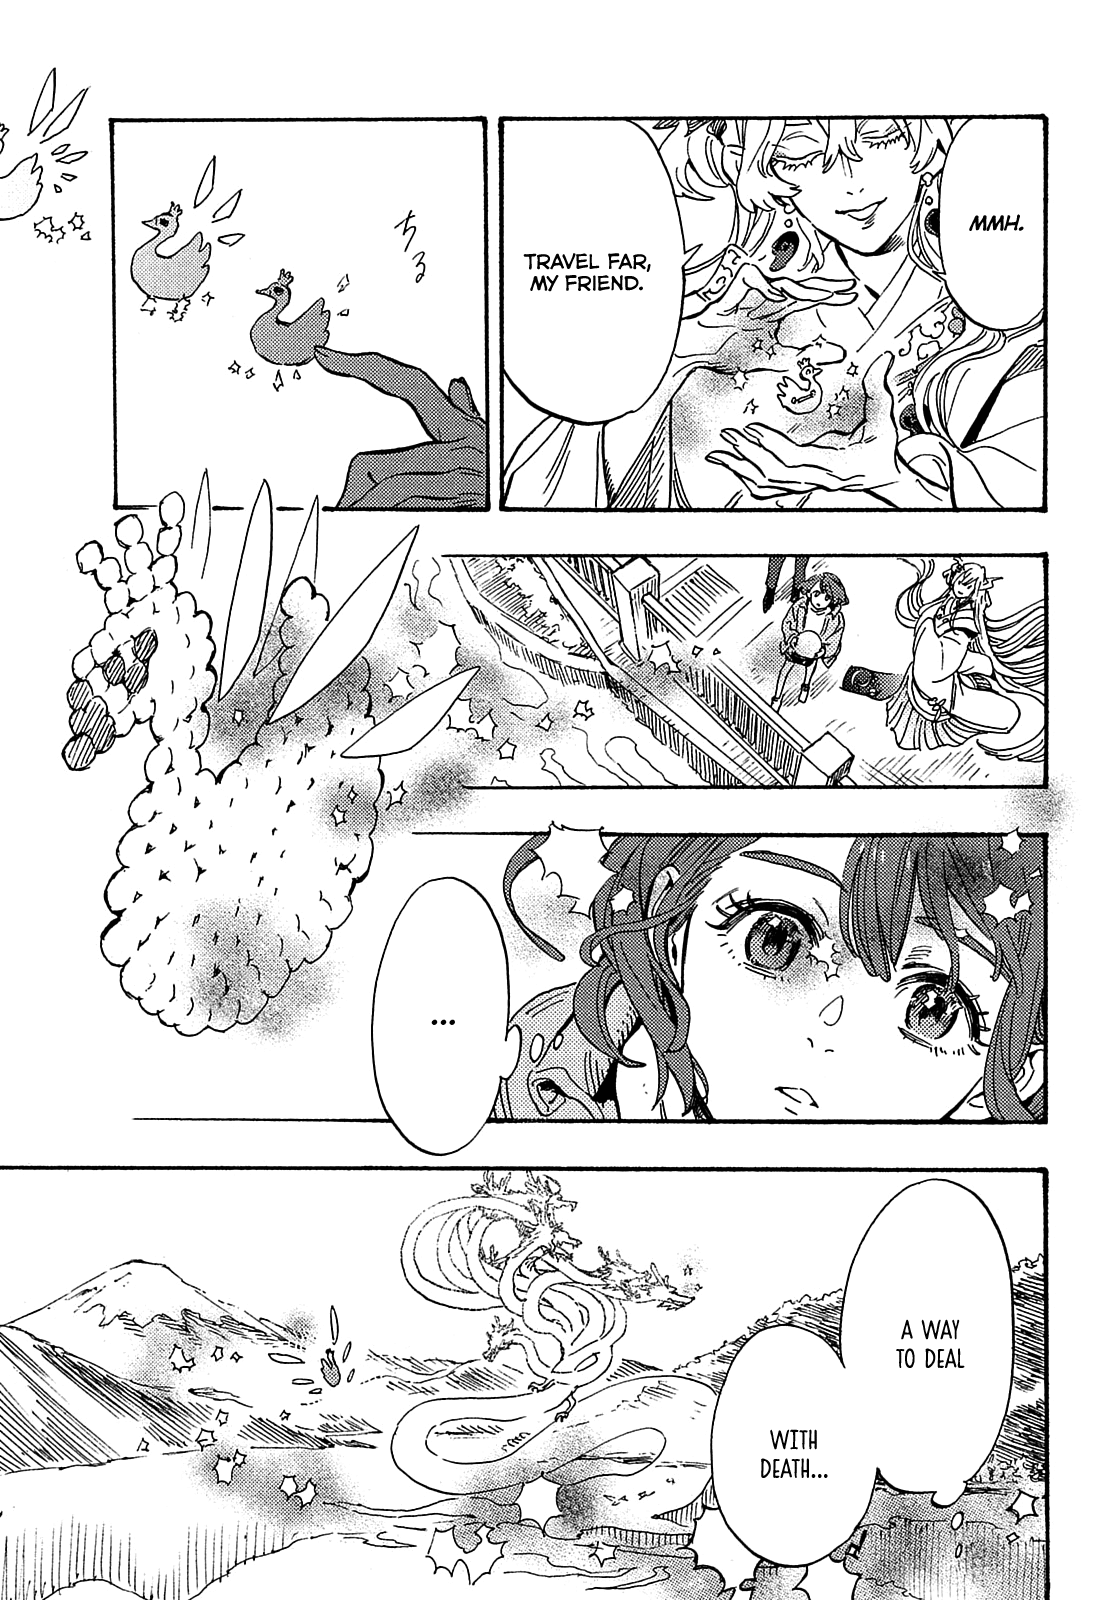 MMH.
TRAVEL FAR,
MY FRIEND.
ちる
...
A WAY
TO DEAL
WITH
DEATH...